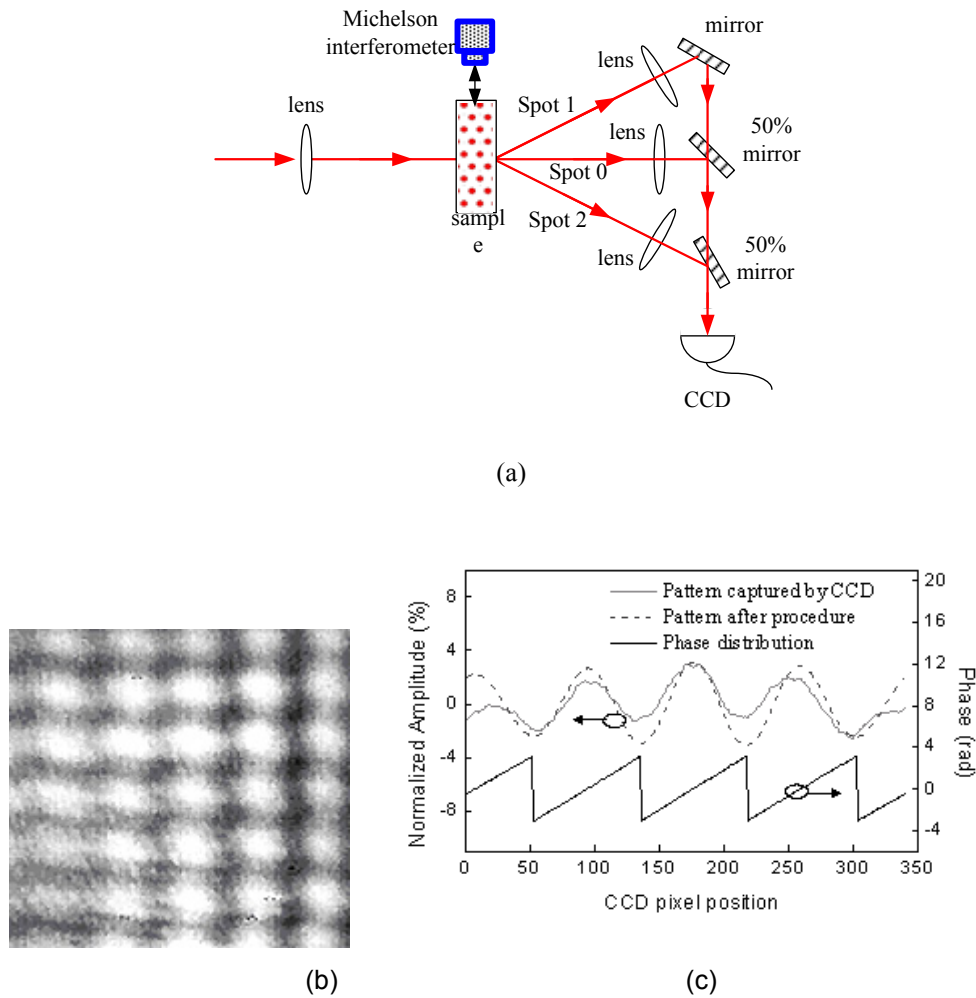 Michelson
interferometer
mirror
lens
lens
Spot 1
lens
50%
mirror
Spot 0
sampl
e
Spot 2
lens
50%
mirror
CCD
(a)
Normalized Amplitude (%)
8
4
0
-4
-8
Pattern captured by CCD
Pattern after procedure
Phase distribution
20
16
12
8
4
0
-4
Phase (rad)
0 50 100 150 200 250 300 350
CCD pixel position
(b)
(c)